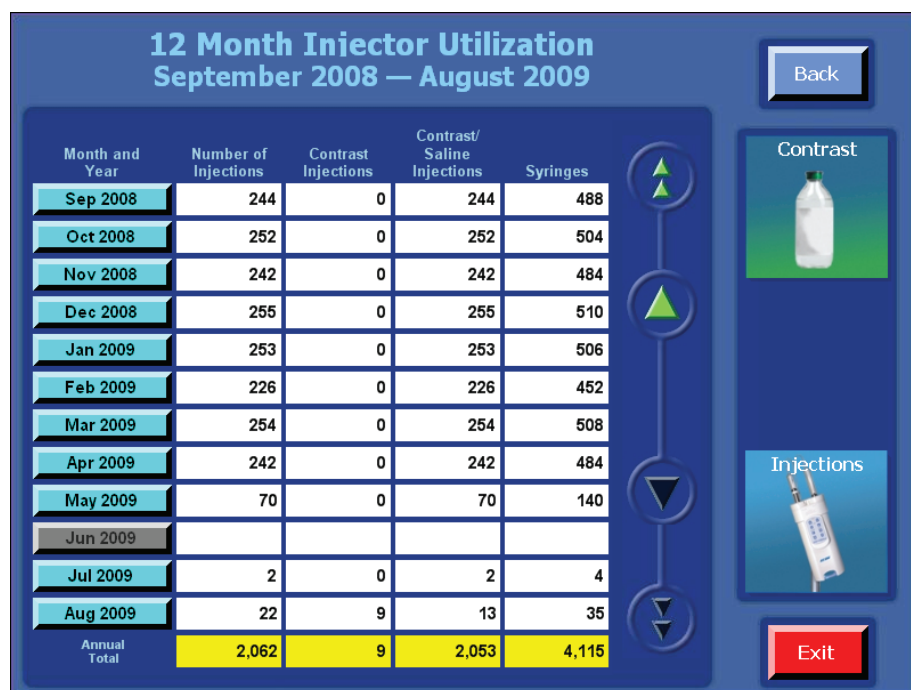 12 Month Injector Utilization
September 2008 — August 2009
Back
Month and Year Number of Injections Contrast Injections Contrast/ Saline Injections Syringes
Sep 2008 244 0 244 488
Oct 2008 252 0 252 504
Nov 2008 242 0 242 484
Dec 2008 255 0 255 510
Jan 2009 253 0 253 506
Feb 2009 226 0 226 452
Mar 2009 254 0 254 508
Apr 2009 242 0 242 484
May 2009 70 0 70 140
Jun 2009
Jul 2009 2 0 2 4
Aug 2009 22 9 13 35
Annual Total 2,062 9 2,053 4,115
Contrast
Injections
Exit